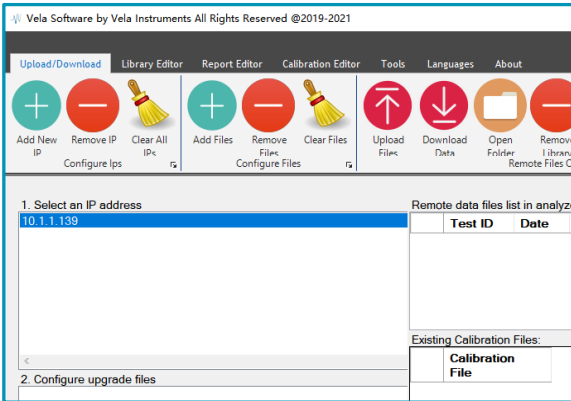 Vela Software by Vela Instruments All Rights Reserved @2019-2021
Upload/Download Library Editor Report Editor Calibration Editor Tools Languages About
Add New IP
Remove IP
Clear All IPs
Configure Ips
Add Files
Remove Files
Clear Files
Configure Files
Upload Files
Download Data
Open Folder
Remove Library
Remote Files C
1. Select an IP address
10.1.1.139
2. Configure upgrade files
Remote data files list in analyz
Test ID Date
Existing Calibration Files:
Calibration
File